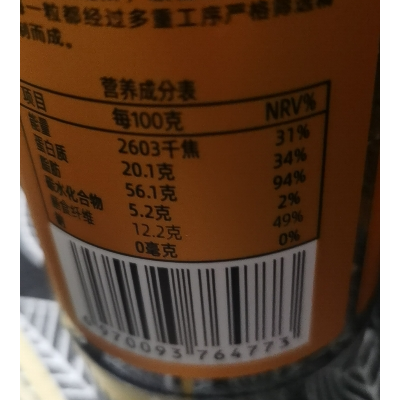 一粒都经过多重工序严格筛选
制而成。
营养成分表
项目 每100克 NRV%
能量 2603千焦 31%
蛋白质 20.1克 34%
脂肪 56.1克 94%
碳水化合物 5.2克 2%
膳食纤维 12.2克 49%
钠 0毫克 0%
6970093764773